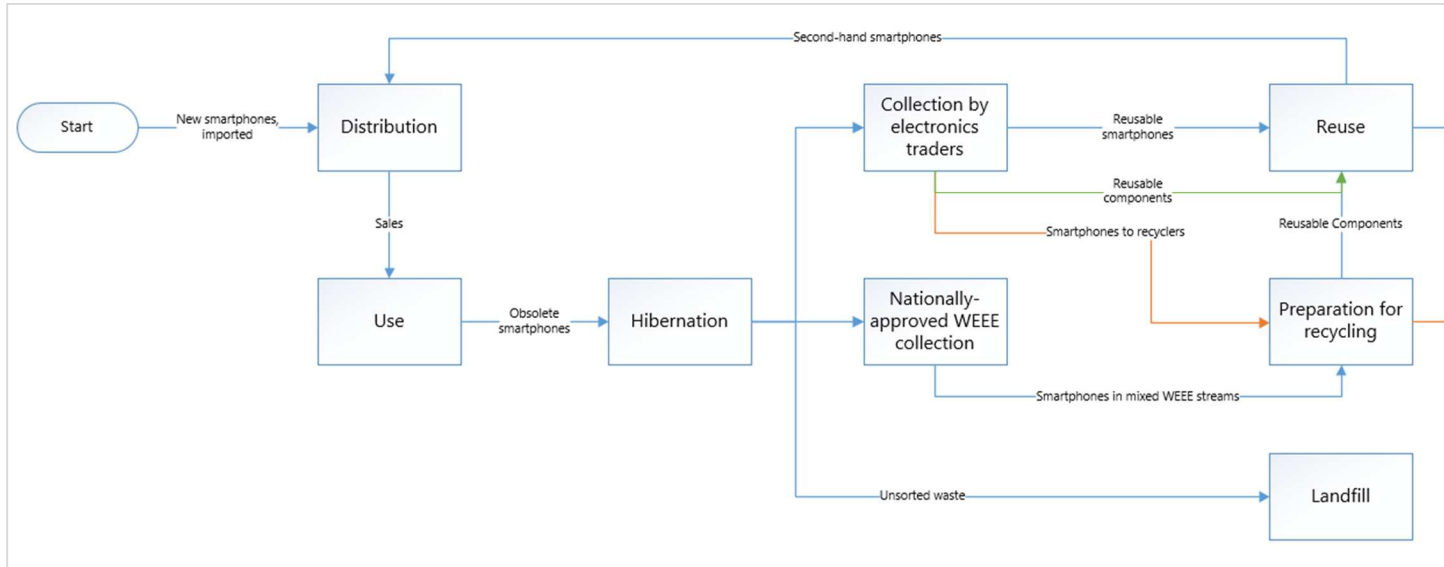 Second-hand smartphones
Start
New smartphones,
imported
Distribution
Collection by
electronics
traders
Reusable
smartphones
Reuse
Reusable
components
Sales
Smartphones to recyclers
Reusable Components
Use
Obsolete
smartphones
Hibernation
Nationally-
approved WEEE
collection
Preparation for
recycling
Smartphones in mixed WEEE streams
Unsorted waste
Landfill